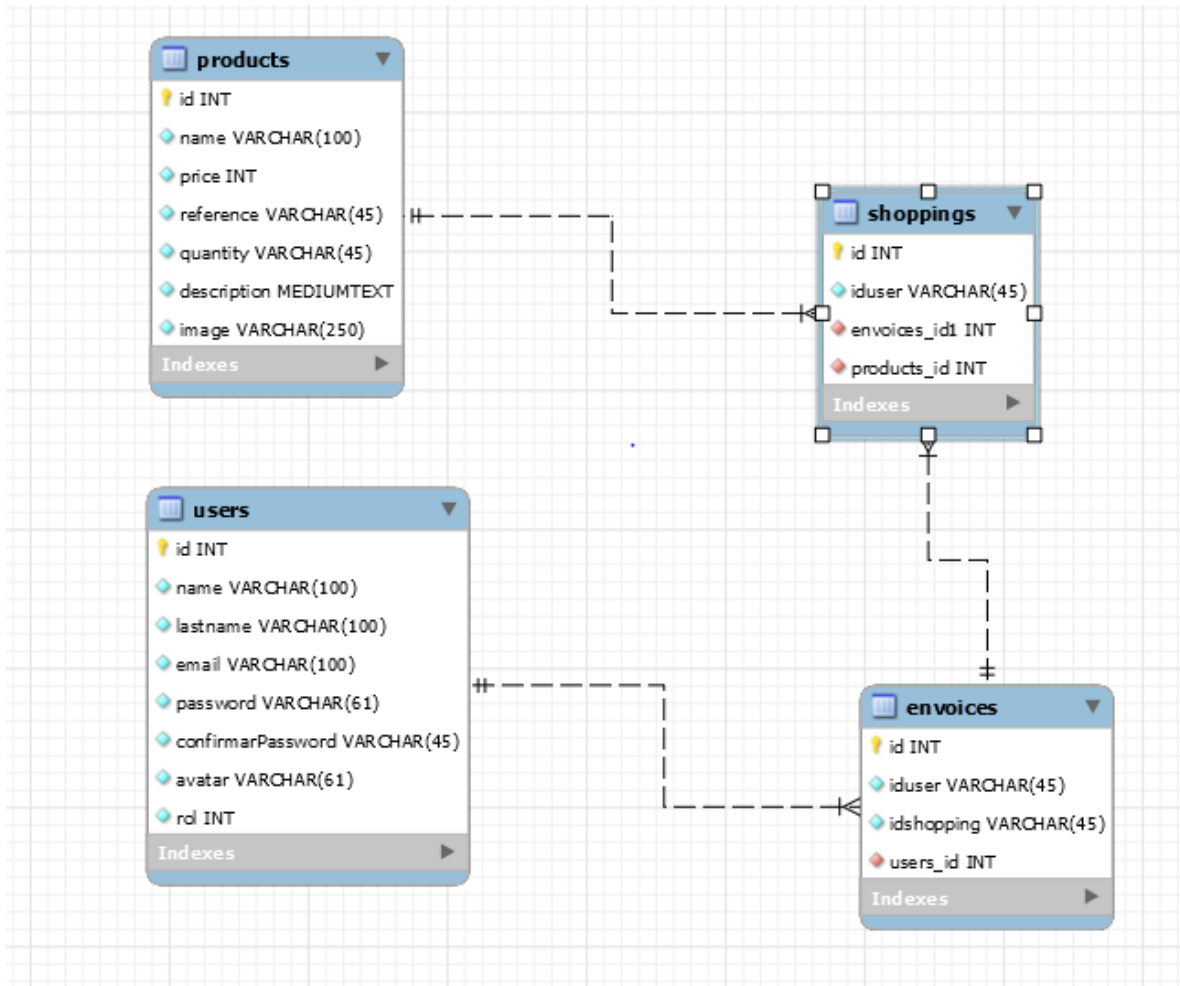 products
id INT
name VARCHAR(100)
price INT
reference VARCHAR(45)
quantity VARCHAR(45)
description MEDIUMTEXT
image VARCHAR(250)
Indexes
shoppings
id INT
iduser VARCHAR(45)
envoices_id1 INT
products_id INT
Indexes
users
id INT
name VARCHAR(100)
lastname VARCHAR(100)
email VARCHAR(100)
password VARCHAR(61)
confirmarPassword VARCHAR(45)
avatar VARCHAR(61)
rol INT
Indexes
envoices
id INT
iduser VARCHAR(45)
idshopping VARCHAR(45)
users_id INT
Indexes